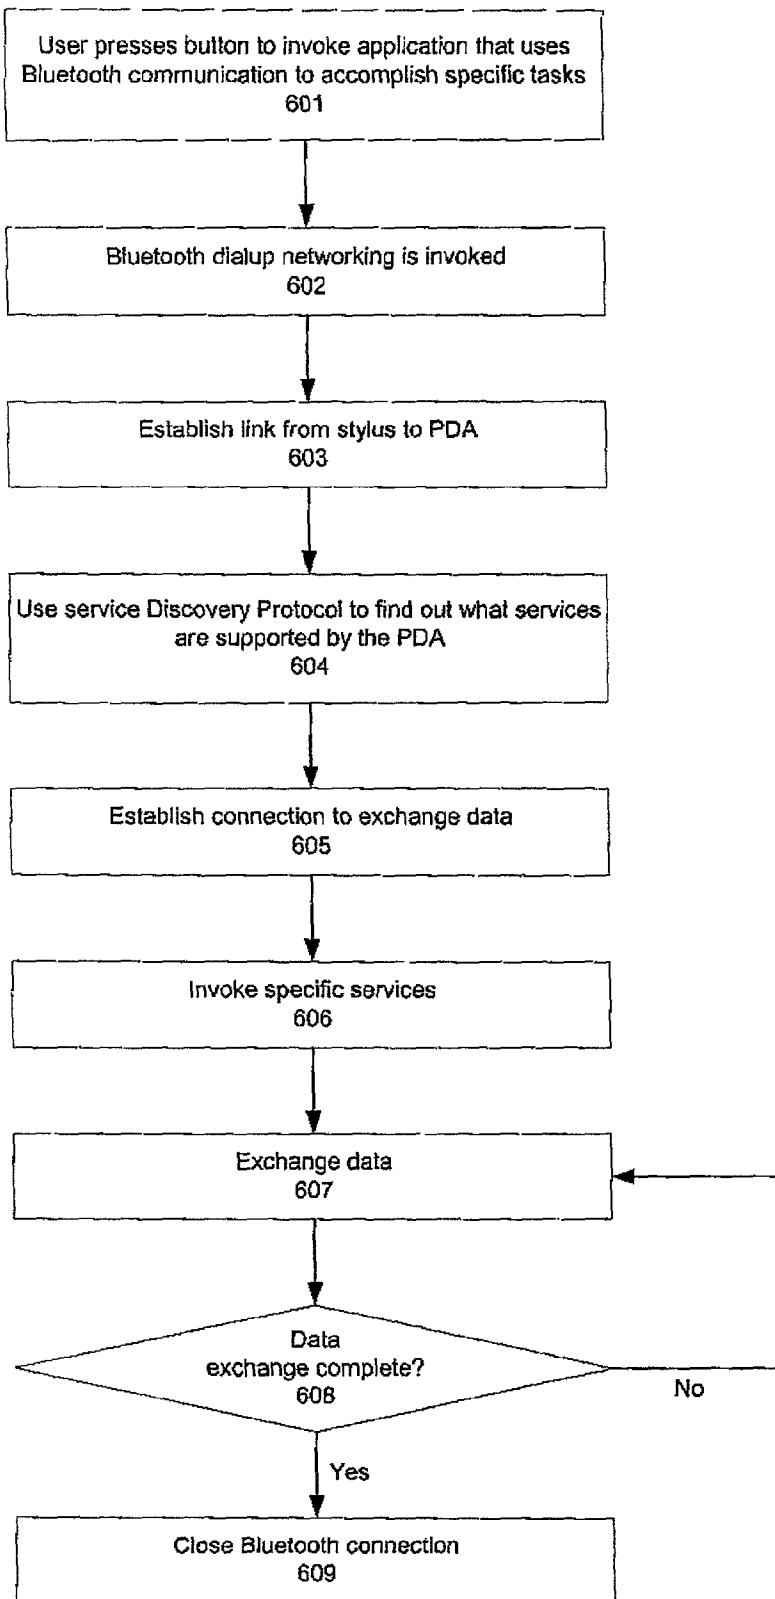 User presses button to invoke application that uses
Bluetooth communication to accomplish specific tasks
601
Bluetooth dialup networking is invoked
602
Establish link from stylus to PDA
603
Use service Discovery Protocol to find out what services
are supported by the PDA
604
Establish connection to exchange data
605
Invoke specific services
606
Exchange data
607
Data
exchange complete?
608
No
Yes
Close Bluetooth connection
609